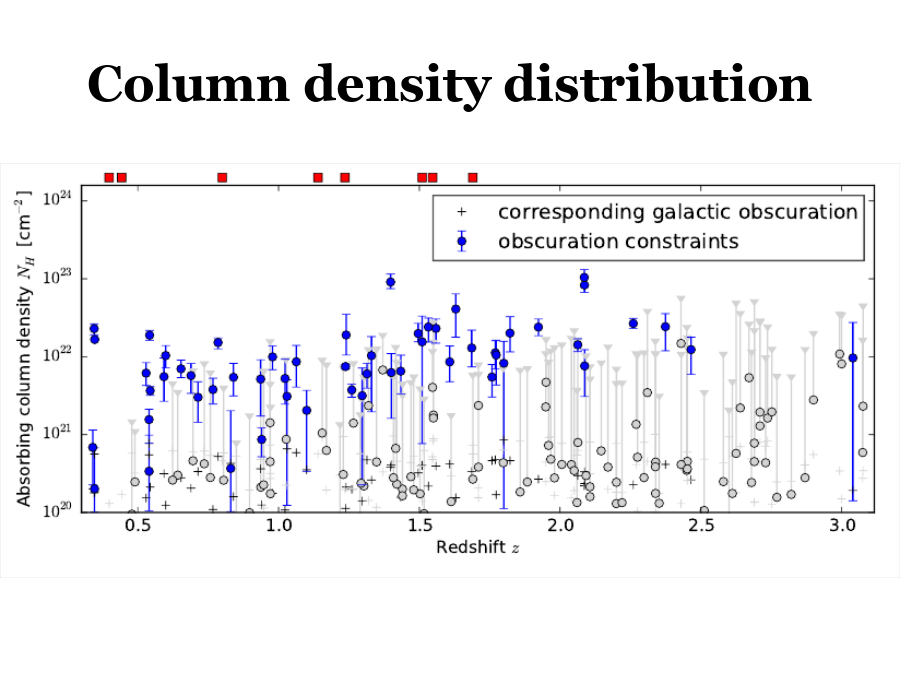 Column density distribution
10^24
10^23
10^22
10^21
10^20
Absorbing column density N_H [cm^−2]
corresponding galactic obscuration
obscuration constraints
0.5 1.0 1.5 2.0 2.5 3.0
Redshift z